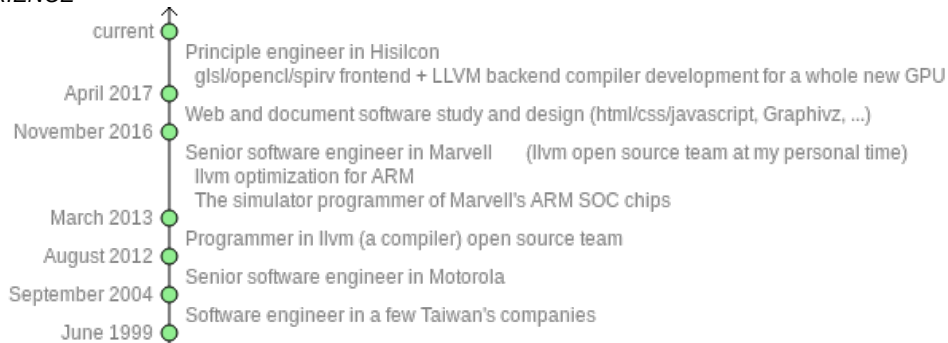 current
Principle engineer in Hisilcon
glsl/opencl/spirv frontend + LLVM backend compiler development for a whole new GPU
April 2017
Web and document software study and design (html/css/javascript, Graphivz, ...)
November 2016
Senior software engineer in Marvell (llvm open source team at my personal time)
llvm optimization for ARM
The simulator programmer of Marvell's ARM SOC chips
March 2013
Programmer in llvm (a compiler) open source team
August 2012
Senior software engineer in Motorola
September 2004
Software engineer in a few Taiwan's companies
June 1999